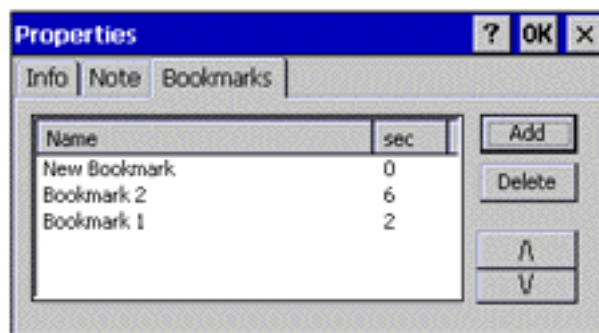 Properties ? OK ×
Info Note Bookmarks
Name sec
Add
New Bookmark 0
Bookmark 2 6
Delete
Bookmark 1 2
/\
\/